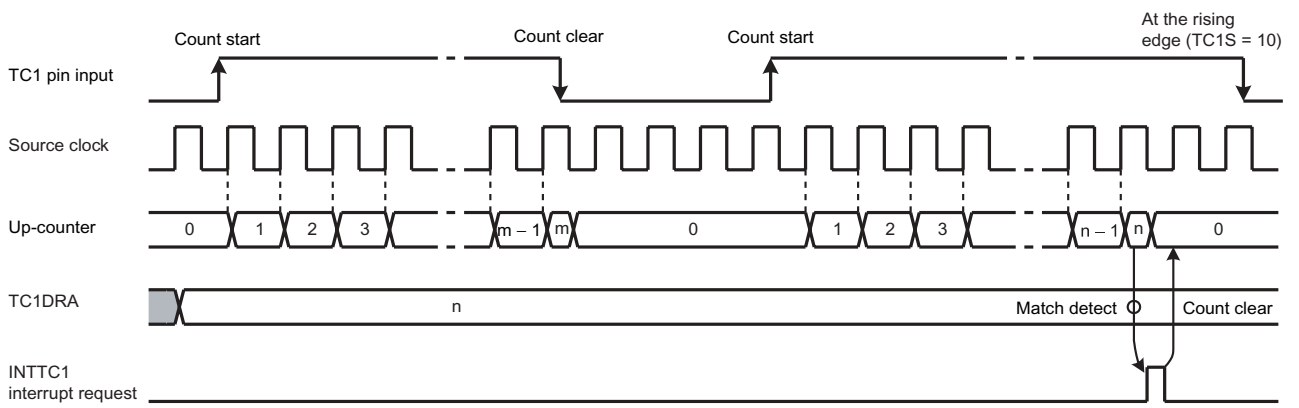 At the rising
edge (TC1S = 10)
Count start
Count clear
Count start
TC1 pin input
Source clock
Up-counter
0 1 2 3 m – 1 m 0 1 2 3 n – 1 n 0
TC1DRA
n
Match detect
Count clear
INTTC1
interrupt request